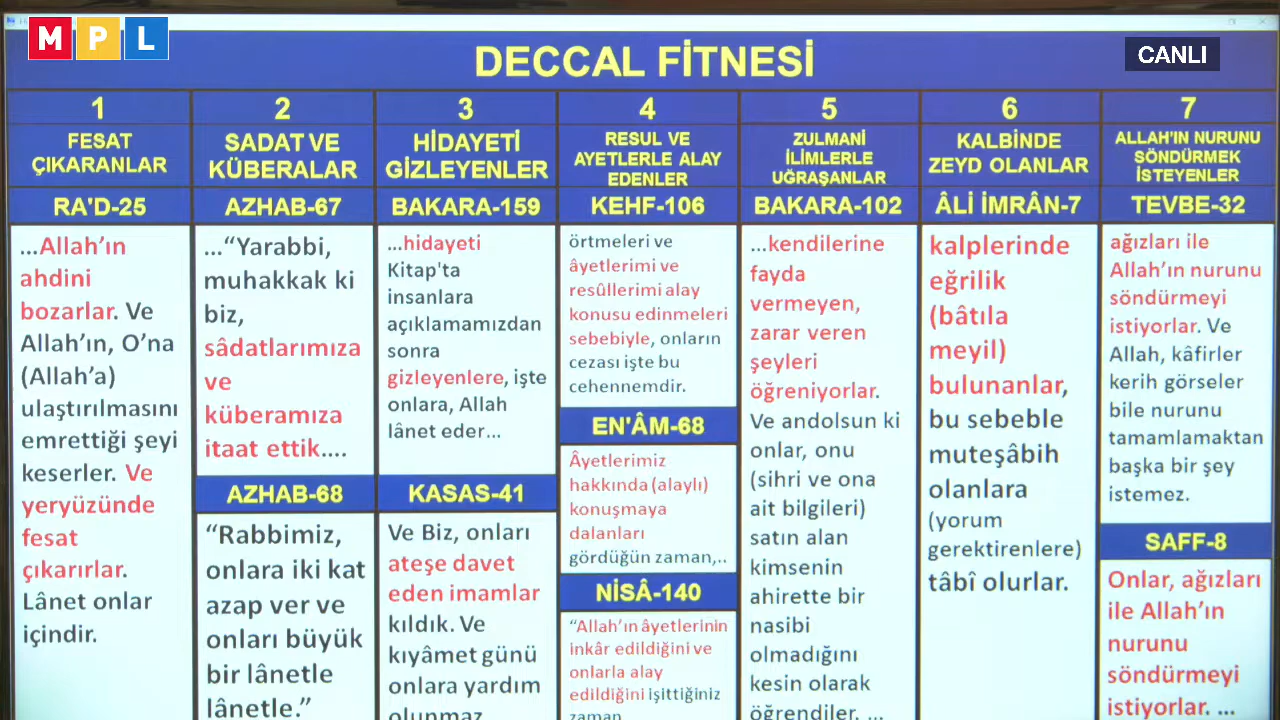 MPL
CANLI
DECCAL FİTNESİ
1
FESAT
ÇIKARANLAR
RA'D-25
...Allah’ın
ahdini
bozarlar. Ve
Allah’ın, O’na
(Allah’a)
ulaştırılmasını
emrettiği şeyi
keserler. Ve
yeryüzünde
fesat
çıkarırlar.
Lânet onlar
içindir.
2
SADAT VE
KÜBERALAR
AZHAB-67
...“Yarabbi,
muhakkak ki
biz,
sâdatlarımıza
ve
küberamıza
itaat ettik....
AZHAB-68
“Rabbimiz,
onlara iki kat
azap ver ve
onları büyük
bir lânetle
lânetle.”
3
HİDAYETİ
GİZLEYENLER
BAKARA-159
...hidayeti
Kitap'ta
insanlara
açıklamamızdan
sonra
gizleyenlere, işte
onlara, Allah
lânet eder...
KASAS-41
Ve Biz, onları
ateşe davet
eden imamlar
kıldık. Ve
kıyâmet günü
onlara yardım
olunmaz
4
RESUL VE
AYETLERLE ALAY
EDENLER
KEHF-106
örtmeleri ve
âyetlerimi ve
resûllerimi alay
konusu edinmeleri
sebebiyle, onların
cezası işte bu
cehennemdir.
EN'ÂM-68
Âyetlerimiz
hakkında (alaylı)
konuşmaya
dalanları
gördüğün zaman,..
NİSÂ-140
“Allah’ın âyetlerinin
inkâr edildiğini ve
onlarla alay
edildiğini işittiğiniz
zaman
5
ZULMANİ
İLİMLERLE
UĞRAŞANLAR
BAKARA-102
...kendilerine
fayda
vermeyen,
zarar veren
şeyleri
öğreniyorlar.
Ve andolsun ki
onlar, onu
(sihri ve ona
ait bilgileri)
satın alan
kimsenin
ahirette bir
nasibi
olmadığını
kesin olarak
öğrendiler. ...
6
KALBİNDE
ZEYD OLANLAR
ÂLİ İMRÂN-7
kalplerinde
eğrilik
(bâtıla
meyil)
bulunanlar,
bu sebeble
muteşâbih
olanlara
(yorum
gerektirenlere)
tâbî olurlar.
7
ALLAH'IN NURUNU
SÖNDÜRMEK
İSTEYENLER
TEVBE-32
ağızları ile
Allah’ın nurunu
söndürmeyi
istiyorlar. Ve
Allah, kâfirler
kerih görseler
bile nurunu
tamamlamaktan
başka bir şey
istemez.
SAFF-8
Onlar, ağızları
ile Allah’ın
nurunu
söndürmeyi
istiyorlar. ...